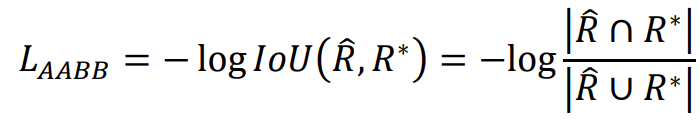 L_{AABB} = − log IoU(R̂, R*) = −log |R̂ ∩ R*| / |R̂ ∪ R*|